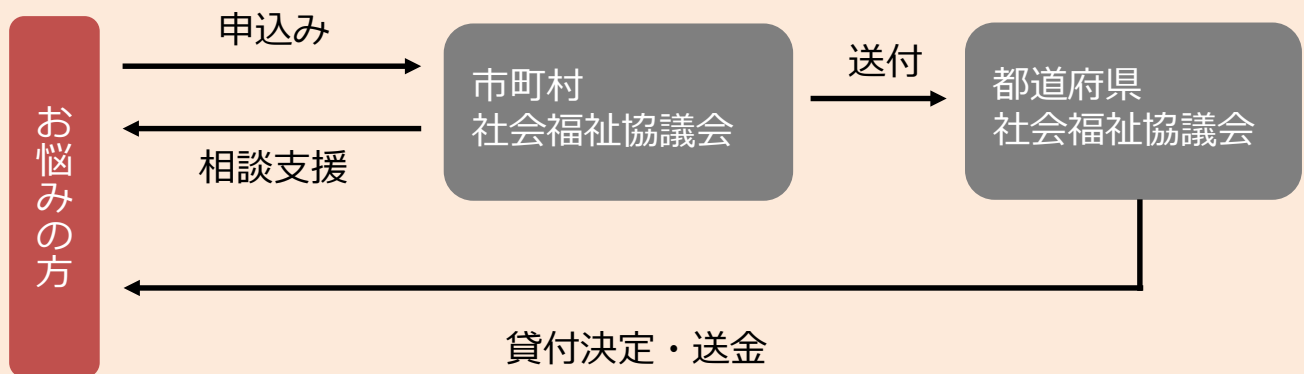 お悩みの方
申込み
相談支援
市町村
社会福祉協議会
送付
都道府県
社会福祉協議会
貸付決定・送金